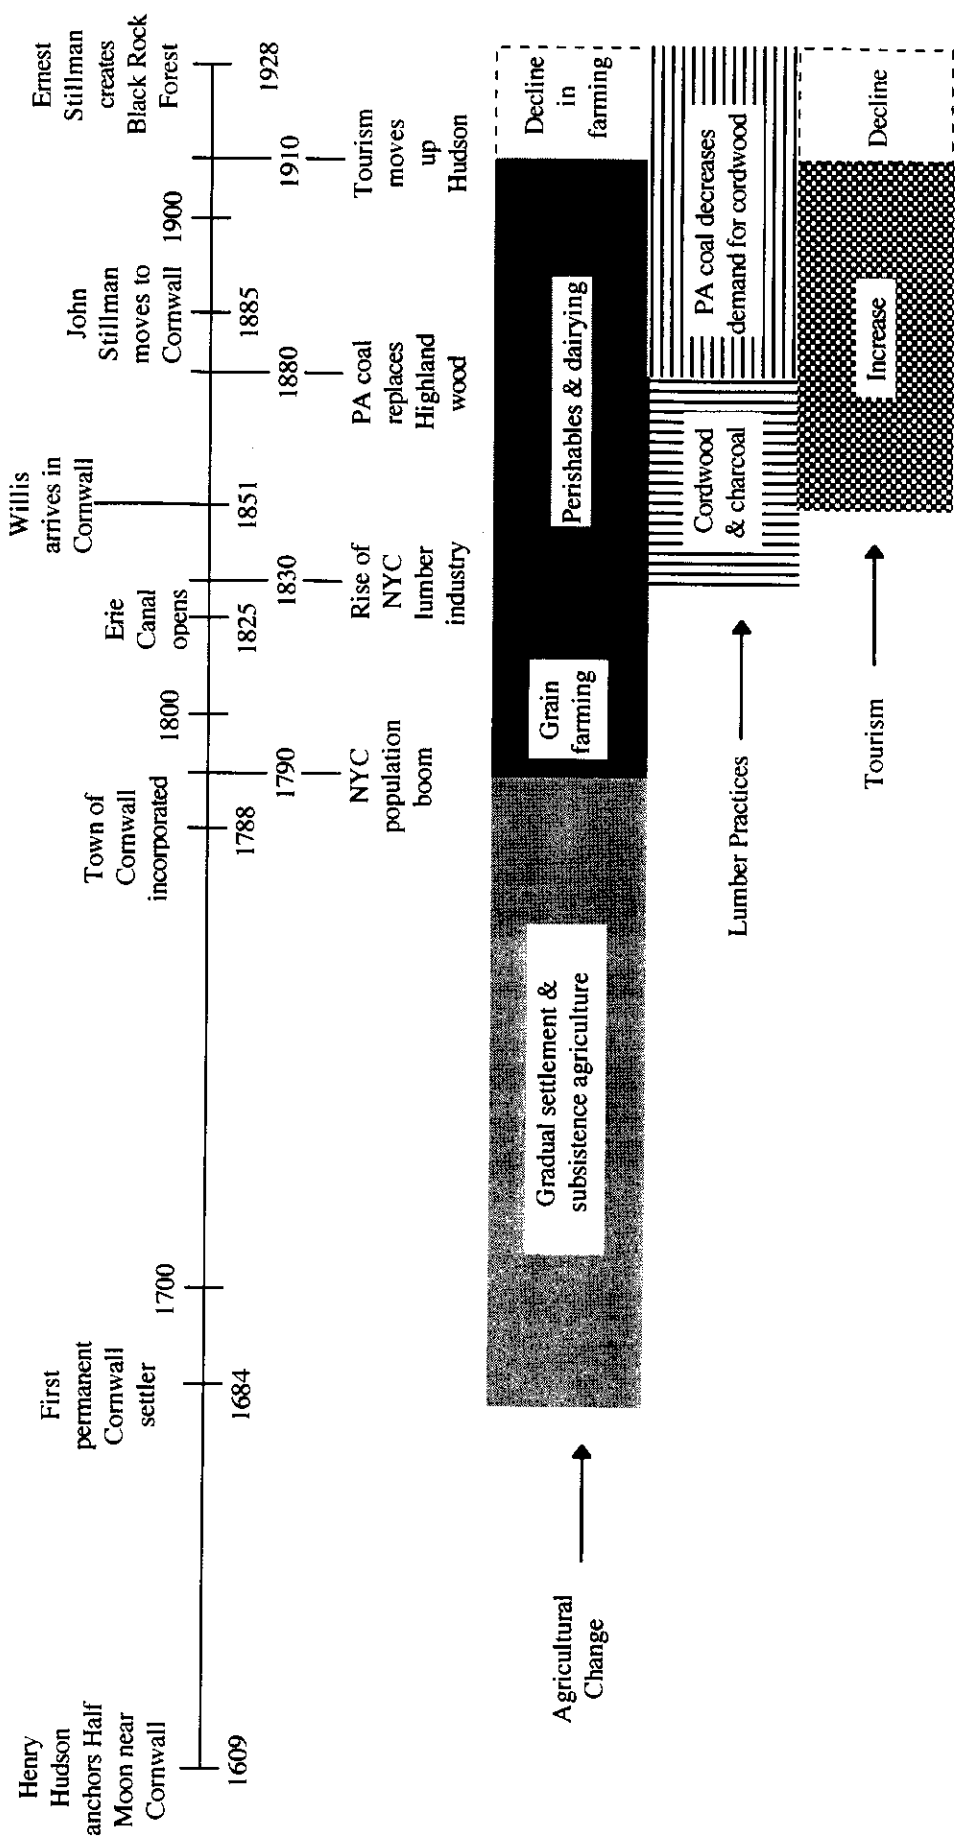 Henry
Hudson
anchors Half
Moon near
Cornwall
1609
First
permanent
Cornwall
settler
1684
1700
Town of
Cornwall
incorporated
1788
1790
NYC
population
boom
1800
Erie
Canal
opens
1825
1830
Rise of
NYC
lumber
industry
Willis
arrives in
Cornwall
1851
1880
PA coal
replaces
Highland
wood
John
Stillman
moves to
Cornwall
1885
1900
1910
Tourism
moves
up
Hudson
Ernest
Stillman
creates
Black Rock
Forest
1928
Agricultural
Change
Gradual settlement &
subsistence agriculture
Grain
farming
Perishables & dairying
Decline
in
farming
Lumber Practices
Cordwood
& charcoal
PA coal decreases
demand for cordwood
Tourism
Increase
Decline